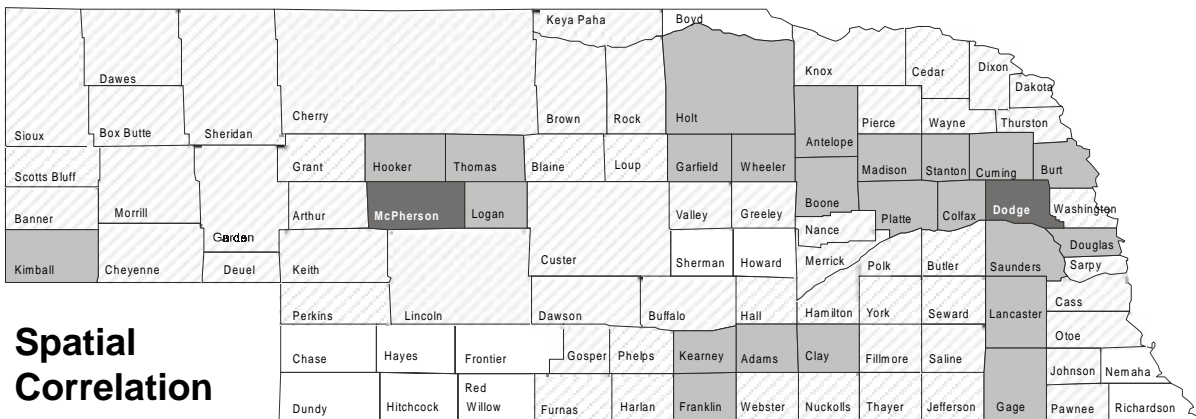 Keya Paha
Boyd
Dawes
Knox
Cedar
Dixon
Dakota
Sioux
Box Butte
Sheridan
Cherry
Brown
Rock
Holt
Antelope
Pierce
Wayne
Thurston
Scotts Bluff
Grant
Hooker
Thomas
Blaine
Loup
Garfield
Wheeler
Madison
Stanton
Cuming
Burt
Banner
Morrill
Garden
Arthur
McPherson
Logan
Valley
Greeley
Boone
Nance
Platte
Colfax
Dodge
Washington
Kimball
Cheyenne
Deuel
Keith
Custer
Sherman
Howard
Merrick
Polk
Butler
Saunders
Douglas
Sarpy
Perkins
Lincoln
Dawson
Buffalo
Hall
Hamilton
York
Seward
Lancaster
Cass
Otoe
Spatial
Correlation
Chase
Hayes
Frontier
Gosper
Phelps
Kearney
Adams
Clay
Fillmore
Saline
Johnson
Nemaha
Dundy
Hitchcock
Red
Willow
Furnas
Harlan
Franklin
Webster
Nuckolls
Thayer
Jefferson
Gage
Pawnee
Richardson